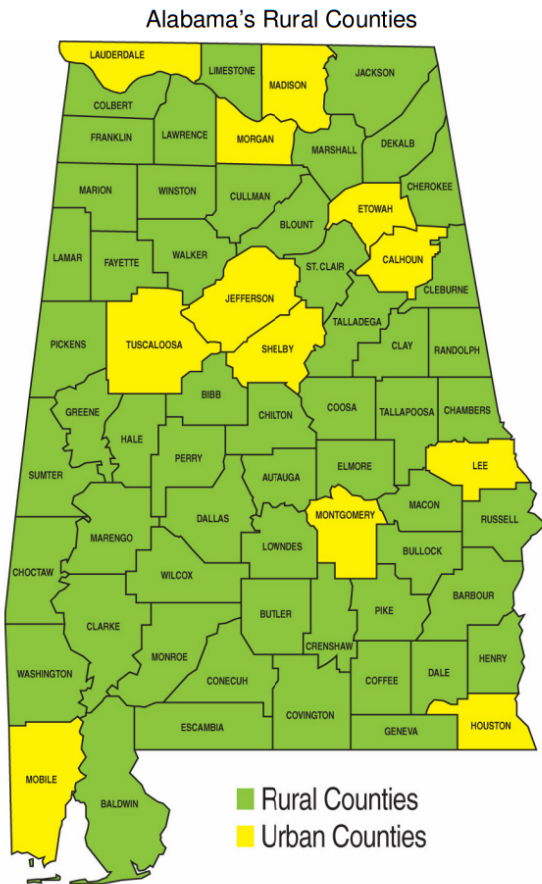 Alabama's Rural Counties
LAUDERDALE
LIMESTONE
MADISON
JACKSON
COLBERT
FRANKLIN
LAWRENCE
MORGAN
MARSHALL
DEKALB
CHEROKEE
MARION
WINSTON
CULLMAN
BLOUNT
ETOWAH
CALHOUN
LAMAR
FAYETTE
WALKER
JEFFERSON
ST. CLAIR
CLEBURNE
PICKENS
TUSCALOOSA
SHELBY
TALLADEGA
CLAY
RANDOLPH
GREENE
HALE
BIBB
CHILTON
COOSA
TALLAPOOSA
CHAMBERS
SUMTER
PERRY
AUTAUGA
ELMORE
LEE
MARENGO
DALLAS
LOWNDES
MONTGOMERY
MACON
RUSSELL
BULLOCK
CHOCTAW
WILCOX
CLARKE
BUTLER
CRENSHAW
PIKE
BARBOUR
WASHINGTON
MONROE
CONECUH
COFFEE
DALE
HENRY
ESCAMBIA
COVINGTON
GENEVA
HOUSTON
MOBILE
BALDWIN
Rural Counties
Urban Counties